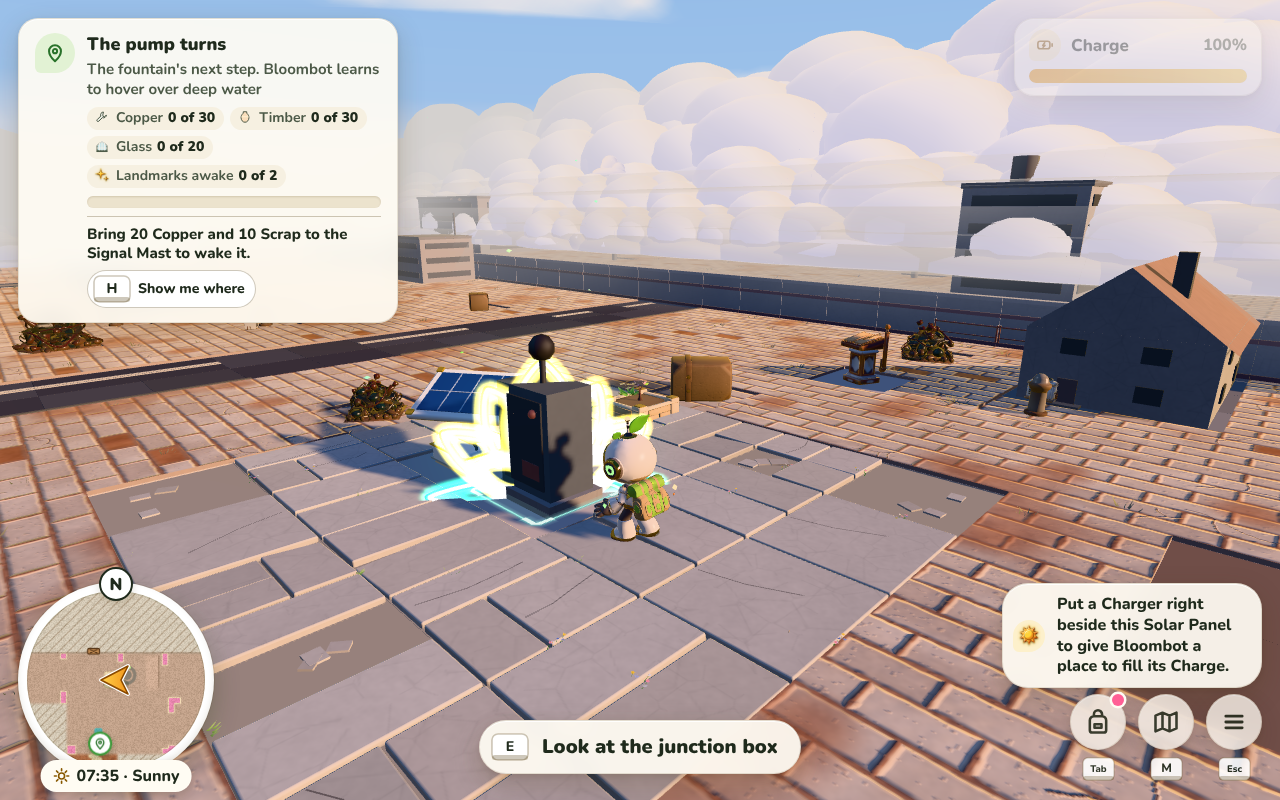 The pump turns
The fountain's next step. Bloombot learns
to hover over deep water
Copper 0 of 30
Timber 0 of 30
Glass 0 of 20
Landmarks awake 0 of 2
Bring 20 Copper and 10 Scrap to the
Signal Mast to wake it.
H Show me where
Charge 100%
N
07:35 · Sunny
E Look at the junction box
Put a Charger right
beside this Solar Panel
to give Bloombot a
place to fill its Charge.
Tab
M
Esc